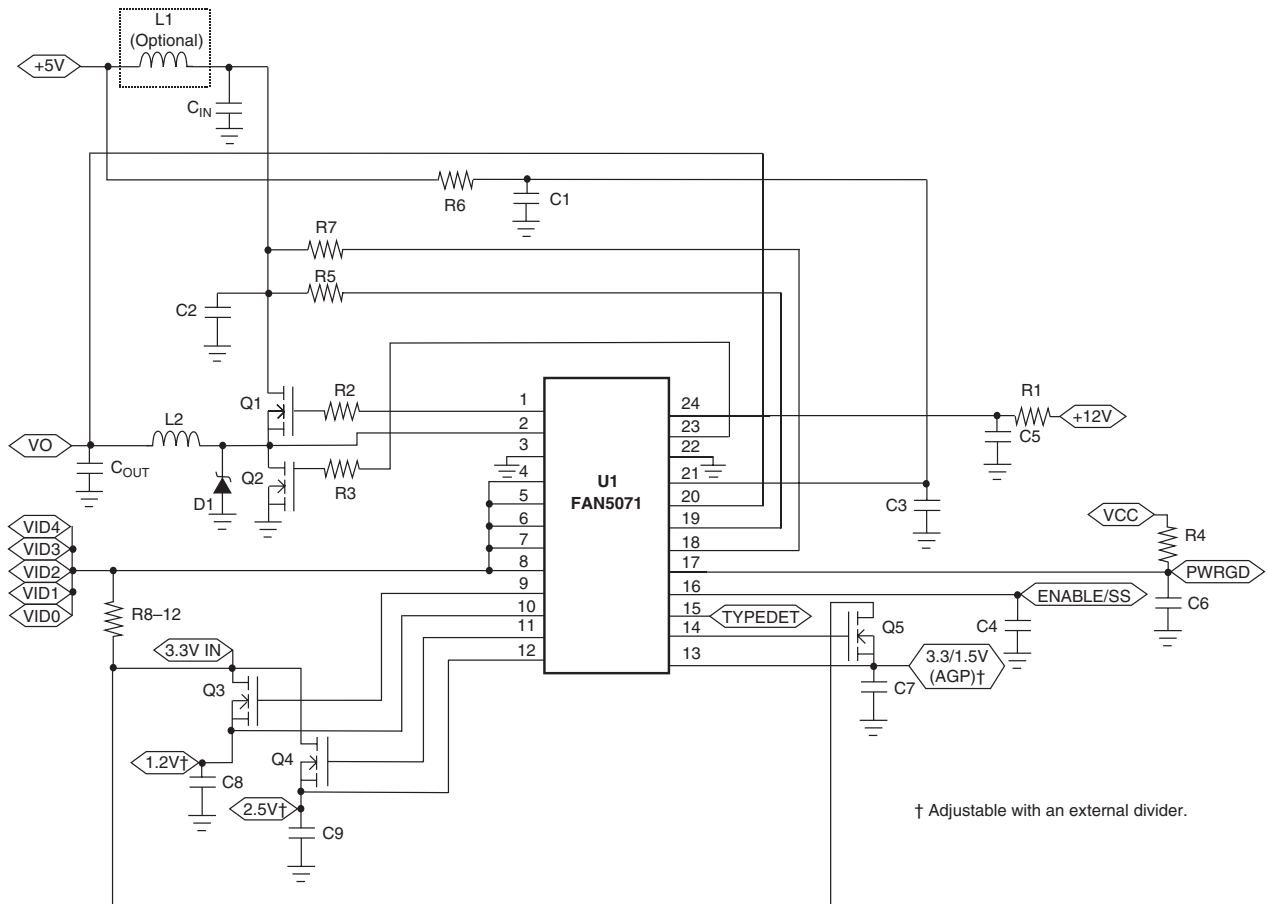 L1
(Optional)
+5V
CIN
R6
C1
R7
R5
C2
Q1
R2
1
24
R1
+12V
L2
2
23
C5
VO
3
22
COUT
Q2
R3
4
U1
FAN5071
21
D1
5
20
C3
VID4
6
19
VCC
VID3
7
18
R4
VID2
8
17
PWRGD
VID1
9
16
ENABLE/SS
C6
VID0
R8–12
10
15
TYPEDET
Q5
C4
11
14
3.3V IN
12
13
3.3/1.5V
(AGP)†
Q3
C7
1.2V†
Q4
C8
2.5V†
C9
† Adjustable with an external divider.